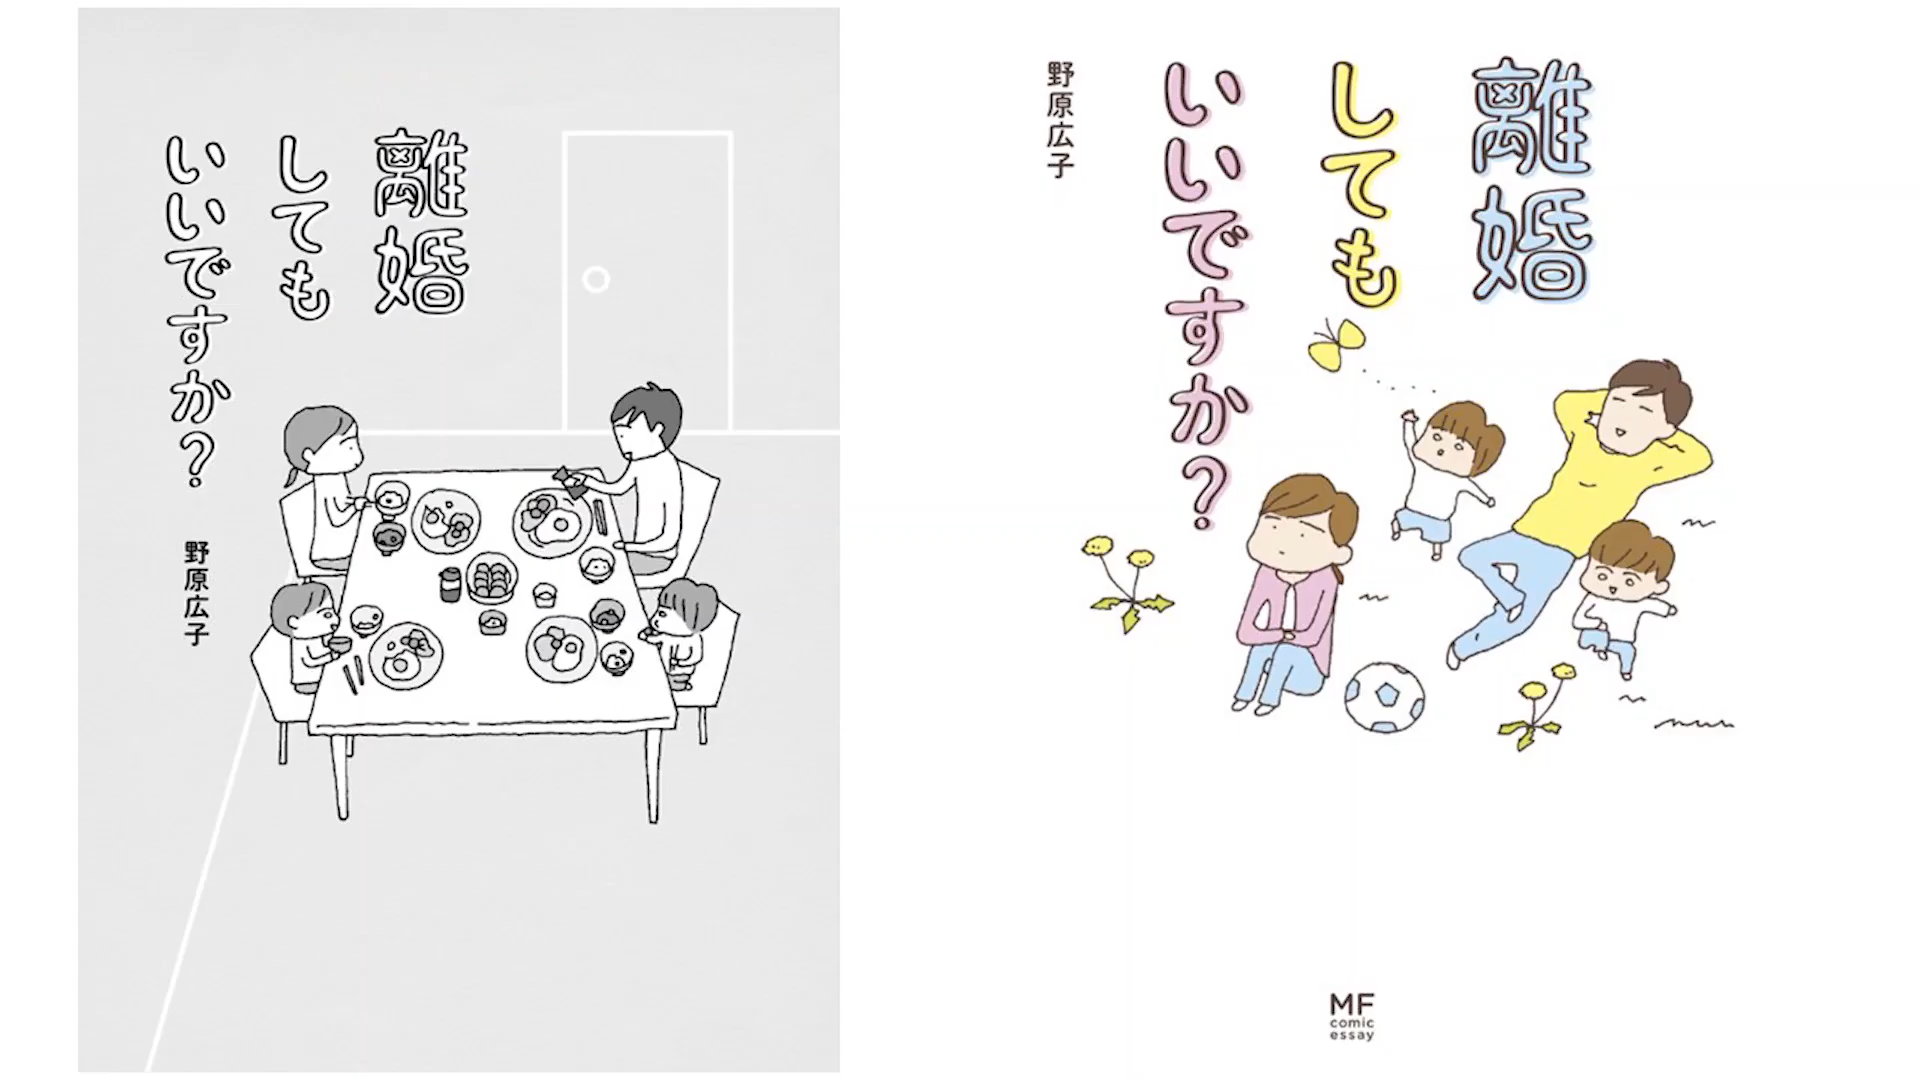 離婚
しても
いいですか?
野原広子
離婚
しても
いいですか?
野原広子
MF
comic
essay